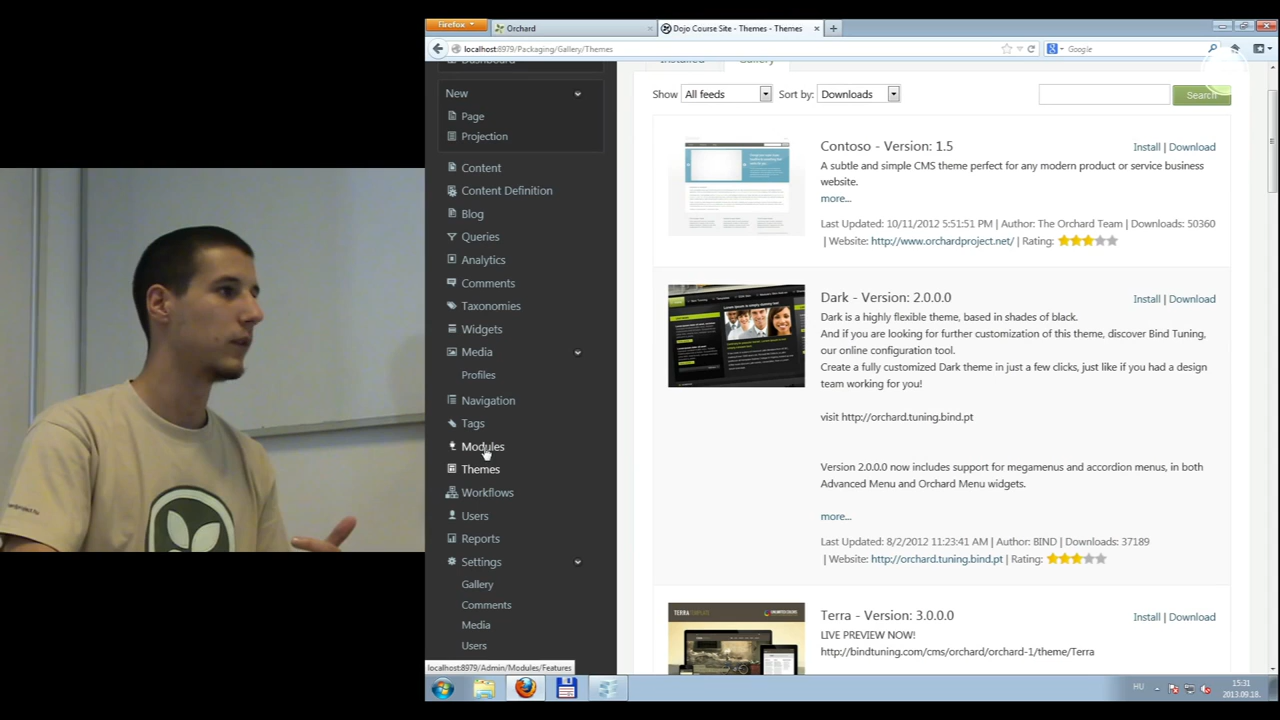 Firefox
Orchard
Dojo Course Site - Themes - Themes
localhost:8979/Packaging/Gallery/Themes
Google
Dashboard
Installed
Gallery
New
Page
Projection
Content
Content Definition
Blog
Queries
Analytics
Comments
Taxonomies
Widgets
Media
Profiles
Navigation
Tags
Modules
Themes
Workflows
Users
Reports
Settings
Gallery
Comments
Media
Users
localhost:8979/Admin/Modules/Features
Show All feeds Sort by: Downloads Search
Contoso - Version: 1.5 Install | Download
A subtle and simple CMS theme perfect for any modern product or service business
website.
more...
Last Updated: 10/11/2012 5:51:51 PM | Author: The Orchard Team | Downloads: 50360
| Website: http://www.orchardproject.net/ | Rating:
Dark - Version: 2.0.0.0 Install | Download
Dark is a highly flexible theme, based in shades of black.
And if you are looking for further customization of this theme, discover Bind Tuning,
our online configuration tool.
Create a fully customized Dark theme in just a few clicks, just like if you had a design
team working for you!
visit http://orchard.tuning.bind.pt
Version 2.0.0.0 now includes support for megamenus and accordion menus, in both
Advanced Menu and Orchard Menu widgets.
more...
Last Updated: 8/2/2012 11:23:41 AM | Author: BIND | Downloads: 37189
| Website: http://orchard.tuning.bind.pt | Rating:
TERRATEMPLATE
Terra - Version: 3.0.0.0 Install | Download
LIVE PREVIEW NOW!
http://bindtuning.com/cms/orchard/orchard-1/theme/Terra
HU
15:31
2013.09.18.